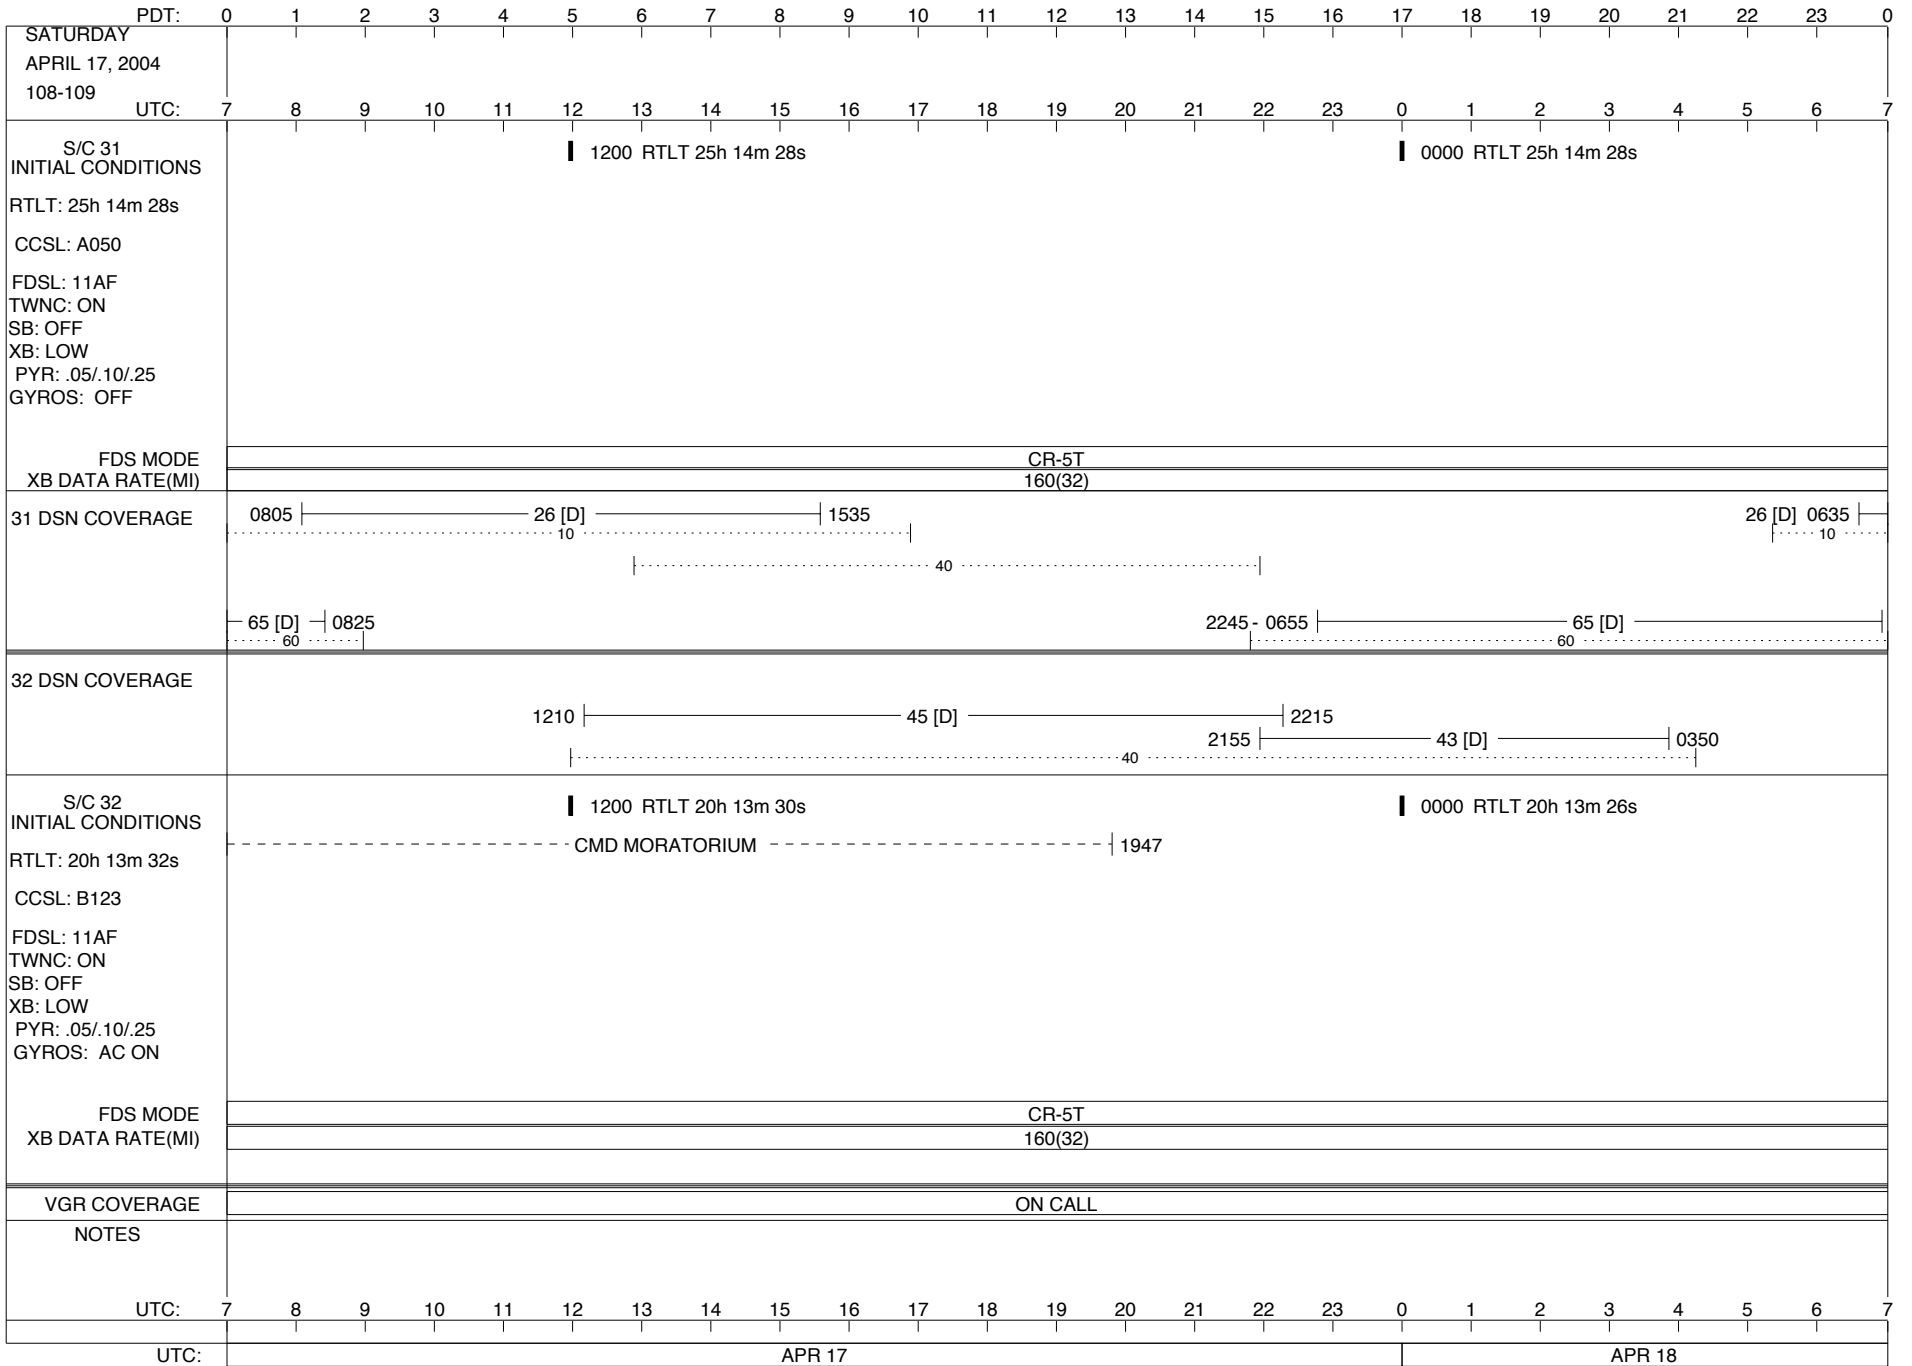 PDT: 0 1 2 3 4 5 6 7 8 9 10 11 12 13 14 15 16 17 18 19 20 21 22 23 0
SATURDAY
APRIL 17, 2004
108-109
UTC: 7 8 9 10 11 12 13 14 15 16 17 18 19 20 21 22 23 0 1 2 3 4 5 6 7
S/C 31
INITIAL CONDITIONS
1200 RTLT 25h 14m 28s
0000 RTLT 25h 14m 28s
RTLT: 25h 14m 28s
CCSL: A050
FDSL: 11AF
TWNC: ON
SB: OFF
XB: LOW
PYR: .05/.10/.25
GYROS: OFF
FDS MODE CR-5T
XB DATA RATE(MI) 160(32)
31 DSN COVERAGE
0805 26 [D] 1535 26 [D] 0635
10 10
40
65 [D] 0825 2245 - 0655 65 [D]
60 60
32 DSN COVERAGE
1210 45 [D] 2215
2155 43 [D] 0350
40
S/C 32
INITIAL CONDITIONS
1200 RTLT 20h 13m 30s
0000 RTLT 20h 13m 26s
CMD MORATORIUM 1947
RTLT: 20h 13m 32s
CCSL: B123
FDSL: 11AF
TWNC: ON
SB: OFF
XB: LOW
PYR: .05/.10/.25
GYROS: AC ON
FDS MODE CR-5T
XB DATA RATE(MI) 160(32)
VGR COVERAGE ON CALL
NOTES
UTC: 7 8 9 10 11 12 13 14 15 16 17 18 19 20 21 22 23 0 1 2 3 4 5 6 7
UTC: APR 17 APR 18